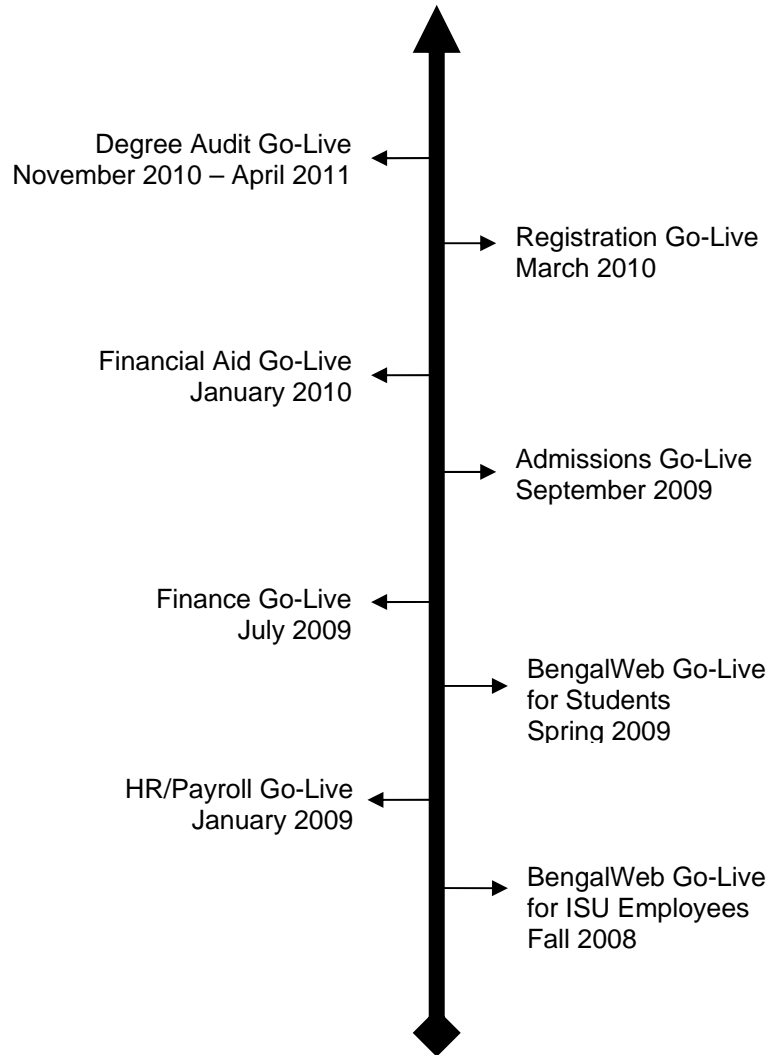 Degree Audit Go-Live
November 2010 – April 2011
Registration Go-Live
March 2010
Financial Aid Go-Live
January 2010
Admissions Go-Live
September 2009
Finance Go-Live
July 2009
BengalWeb Go-Live
for Students
Spring 2009
HR/Payroll Go-Live
January 2009
BengalWeb Go-Live
for ISU Employees
Fall 2008